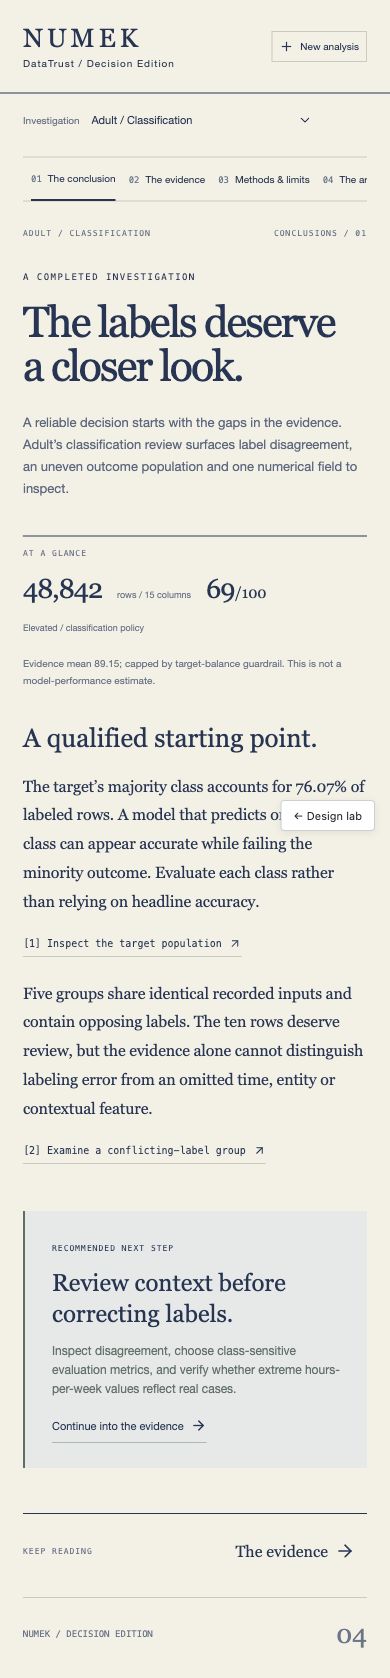 NUMEK
DataTrust / Decision Edition
+ New analysis
Investigation Adult / Classification
01 The conclusion 02 The evidence 03 Methods & limits 04 The ar
ADULT / CLASSIFICATION CONCLUSIONS / 01
A COMPLETED INVESTIGATION
The labels deserve
a closer look.
A reliable decision starts with the gaps in the evidence.
Adult’s classification review surfaces label disagreement,
an uneven outcome population and one numerical field to
inspect.
AT A GLANCE
48,842 rows / 15 columns 69/100
Elevated / classification policy
Evidence mean 89.15; capped by target-balance guardrail. This is not a
model-performance estimate.
A qualified starting point.
The target’s majority class accounts for 76.07% of
labeled rows. A model that predicts
← Design lab
class can appear accurate while failing the
minority outcome. Evaluate each class rather
than relying on headline accuracy.
[1] Inspect the target population ↗
Five groups share identical recorded inputs and
contain opposing labels. The ten rows deserve
review, but the evidence alone cannot distinguish
labeling error from an omitted time, entity or
contextual feature.
[2] Examine a conflicting-label group ↗
RECOMMENDED NEXT STEP
Review context before
correcting labels.
Inspect disagreement, choose class-sensitive
evaluation metrics, and verify whether extreme hours-
per-week values reflect real cases.
Continue into the evidence →
KEEP READING The evidence →
NUMEK / DECISION EDITION 04